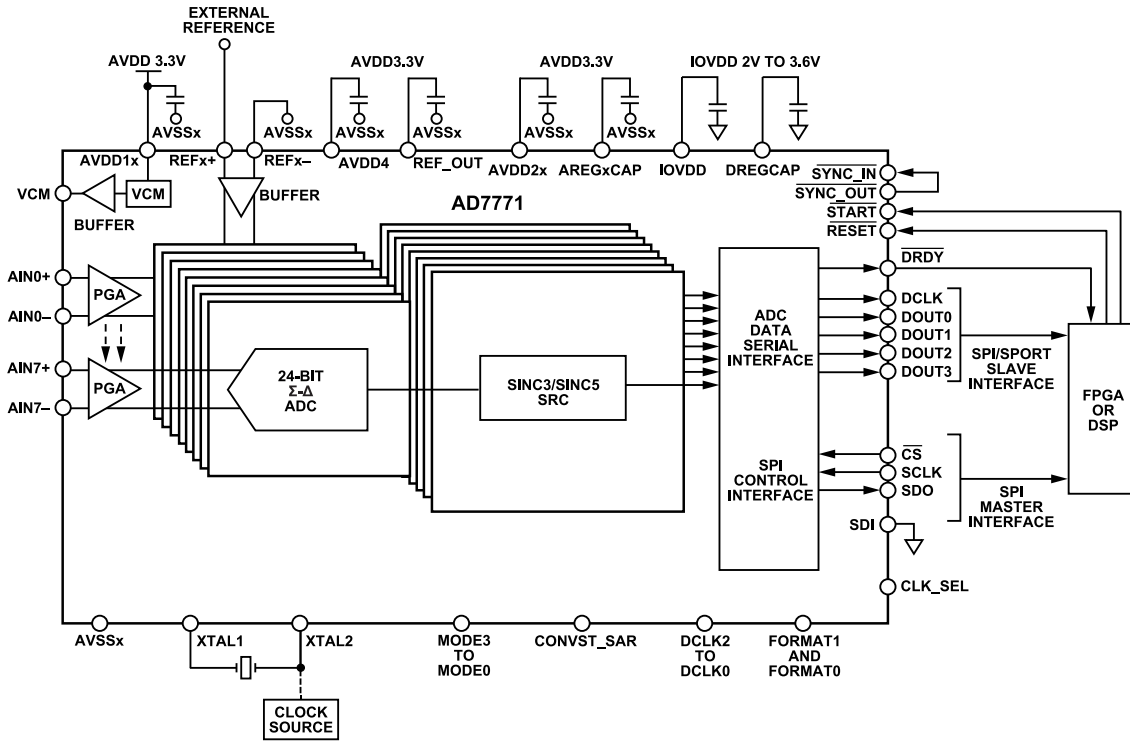 EXTERNAL
REFERENCE
AVDD 3.3V
AVDD3.3V
AVDD3.3V
IOVDD 2V TO 3.6V
AVSSx
AVSSx
AVSSx
AVSSx
AVSSx
AVSSx
AVDD1x
REFx+
REFx–
AVDD4
REF_OUT
AVDD2x
AREGxCAP
IOVDD
DREGCAP
VCM
VCM
BUFFER
BUFFER
AD7771
SYNC_IN
SYNC_OUT
START
RESET
DRDY
AIN0+
PGA
AIN0–
AIN7+
PGA
AIN7–
24-BIT
Σ-Δ
ADC
SINC3/SINC5
SRC
ADC
DATA
SERIAL
INTERFACE
SPI
CONTROL
INTERFACE
DCLK
DOUT0
DOUT1
DOUT2
DOUT3
SPI/SPORT
SLAVE
INTERFACE
FPGA
OR
DSP
CS
SCLK
SDO
SPI
MASTER
INTERFACE
SDI
CLK_SEL
AVSSx
XTAL1
XTAL2
MODE3
TO
MODE0
CONVST_SAR
DCLK2
TO
DCLK0
FORMAT1
AND
FORMAT0
CLOCK
SOURCE